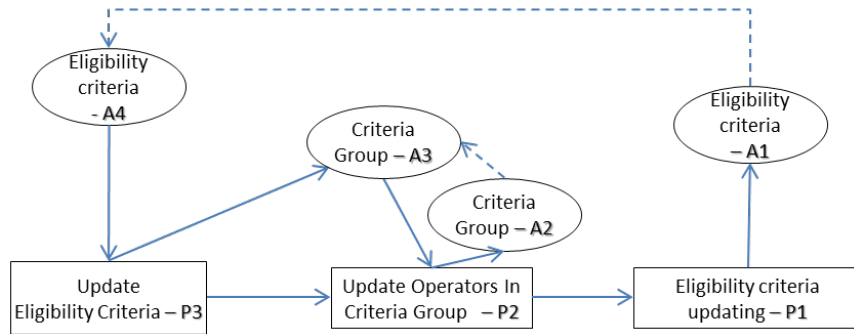 Eligibility
criteria
- A4
Criteria
Group – A3
Eligibility
criteria
– A1
Criteria
Group – A2
Update
Eligibility Criteria – P3
Update Operators In
Criteria Group – P2
Eligibility criteria
updating – P1